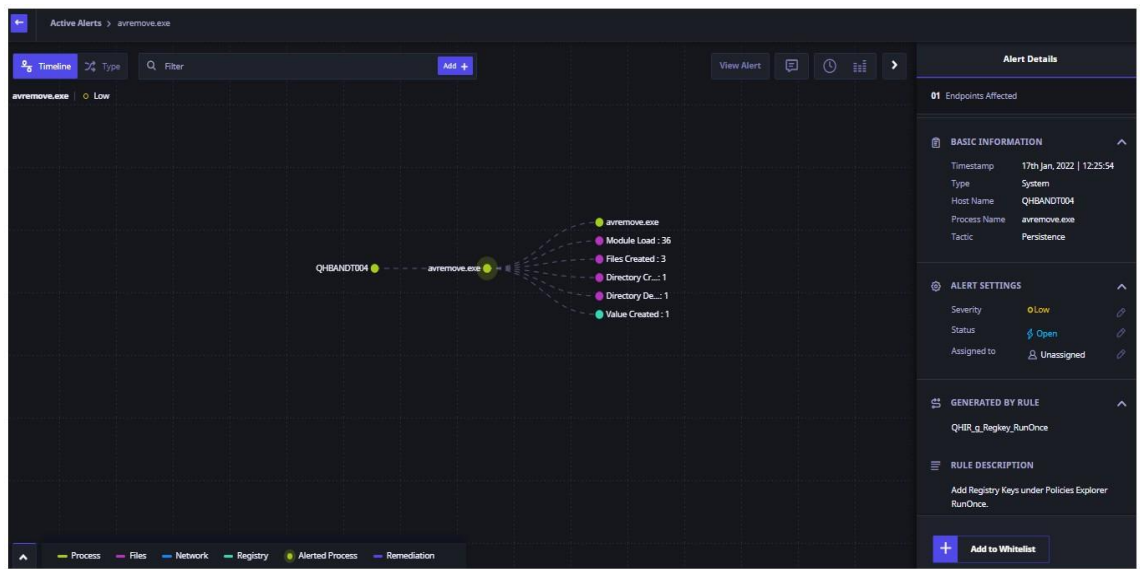 Active Alerts > avremove.exe
Timeline Type Filter Add + View Alert
avremove.exe Low
avremove.exe
Module Load : 36
QHBANDT004 avremove.exe Files Created : 3
Directory Cr...: 1
Directory De...: 1
Value Created : 1
Process Files Network Registry Alerted Process Remediation
Alert Details
01 Endpoints Affected
BASIC INFORMATION
Timestamp 17th Jan, 2022 | 12:25:54
Type System
Host Name QHBANDT004
Process Name avremove.exe
Tactic Persistence
ALERT SETTINGS
Severity Low
Status Open
Assigned to Unassigned
GENERATED BY RULE
QHIR_g_Regkey_RunOnce
RULE DESCRIPTION
Add Registry Keys under Policies Explorer
RunOnce.
+ Add to Whitelist